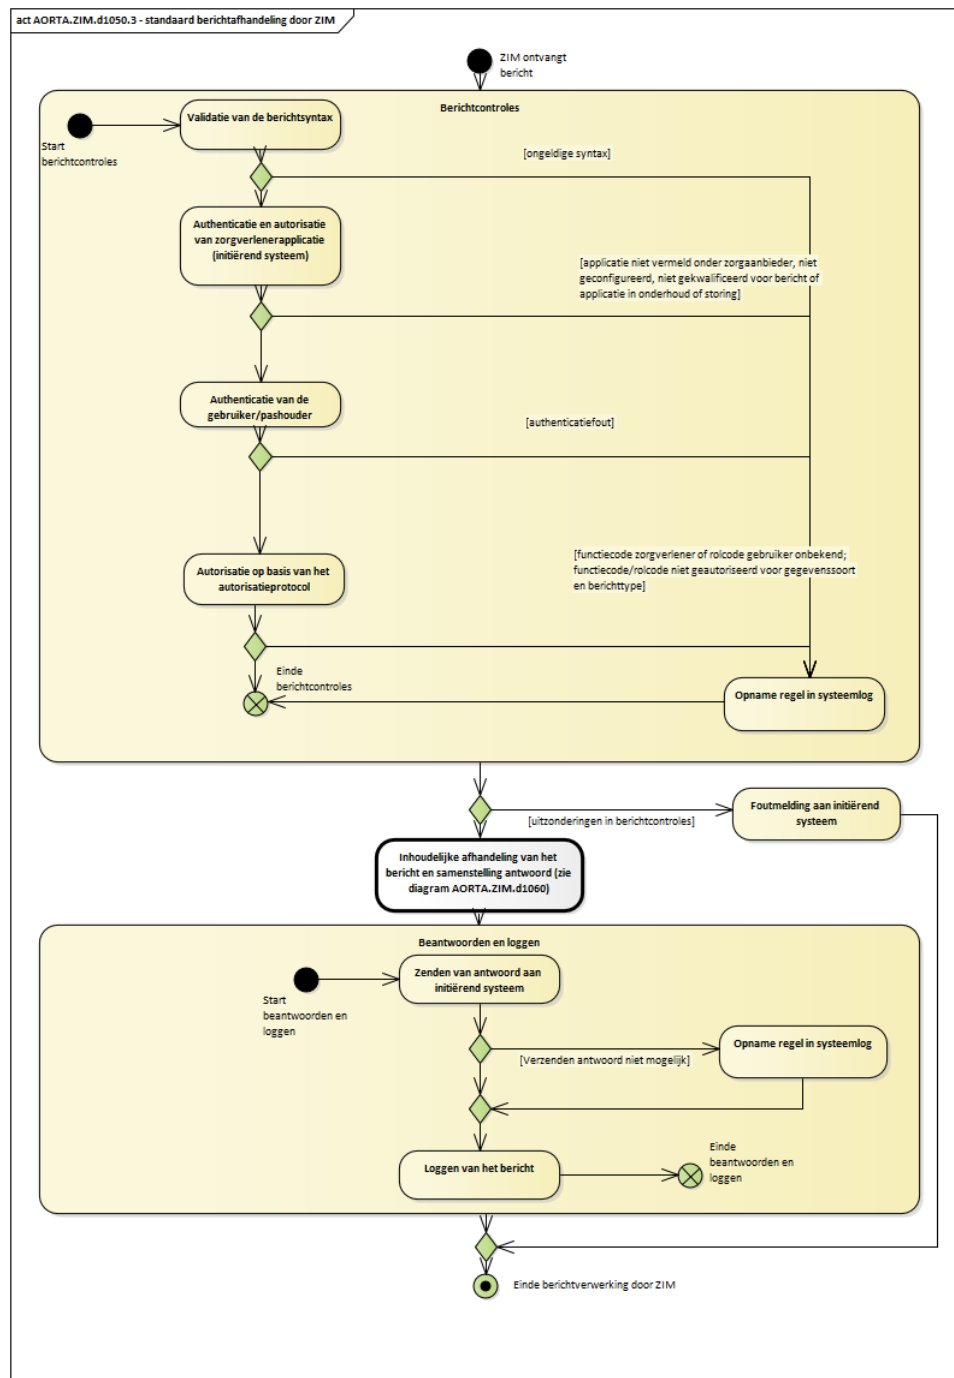 act AORTA.ZIM.d1050.3 - standaard berichtafhandeling door ZIM
ZIM ontvangt
bericht
Berichtcontroles
Start
berichtcontroles
Validatie van de berichtsyntax
[ongeldige syntax]
Authenticatie en autorisatie
van zorgverlenerapplicatie
(initiërend systeem)
[applicatie niet vermeld onder zorgaanbieder, niet
geconfigureerd, niet gekwalificeerd voor bericht of
applicatie in onderhoud of storing]
Authenticatie van de
gebruiker/pashouder
[authenticatiefout]
Autorisatie op basis van het
autorisatieprotocol
[functiecode zorgverlener of rolcode gebruiker onbekend;
functiecode/rolcode niet geautoriseerd voor gegevenssoort
en berichttype]
Einde
berichtcontroles
Opname regel in systeemlog
[uitzonderingen in berichtcontroles]
Foutmelding aan initiërend
systeem
Inhoudelijke afhandeling van het
bericht en samenstelling antwoord (zie
diagram AORTA.ZIM.d1060)
Beantwoorden en loggen
Start
beantwoorden en
loggen
Zenden van antwoord aan
initiërend systeem
[Verzenden antwoord niet mogelijk]
Opname regel in systeemlog
Loggen van het bericht
Einde
beantwoorden en
loggen
Einde berichtverwerking door ZIM